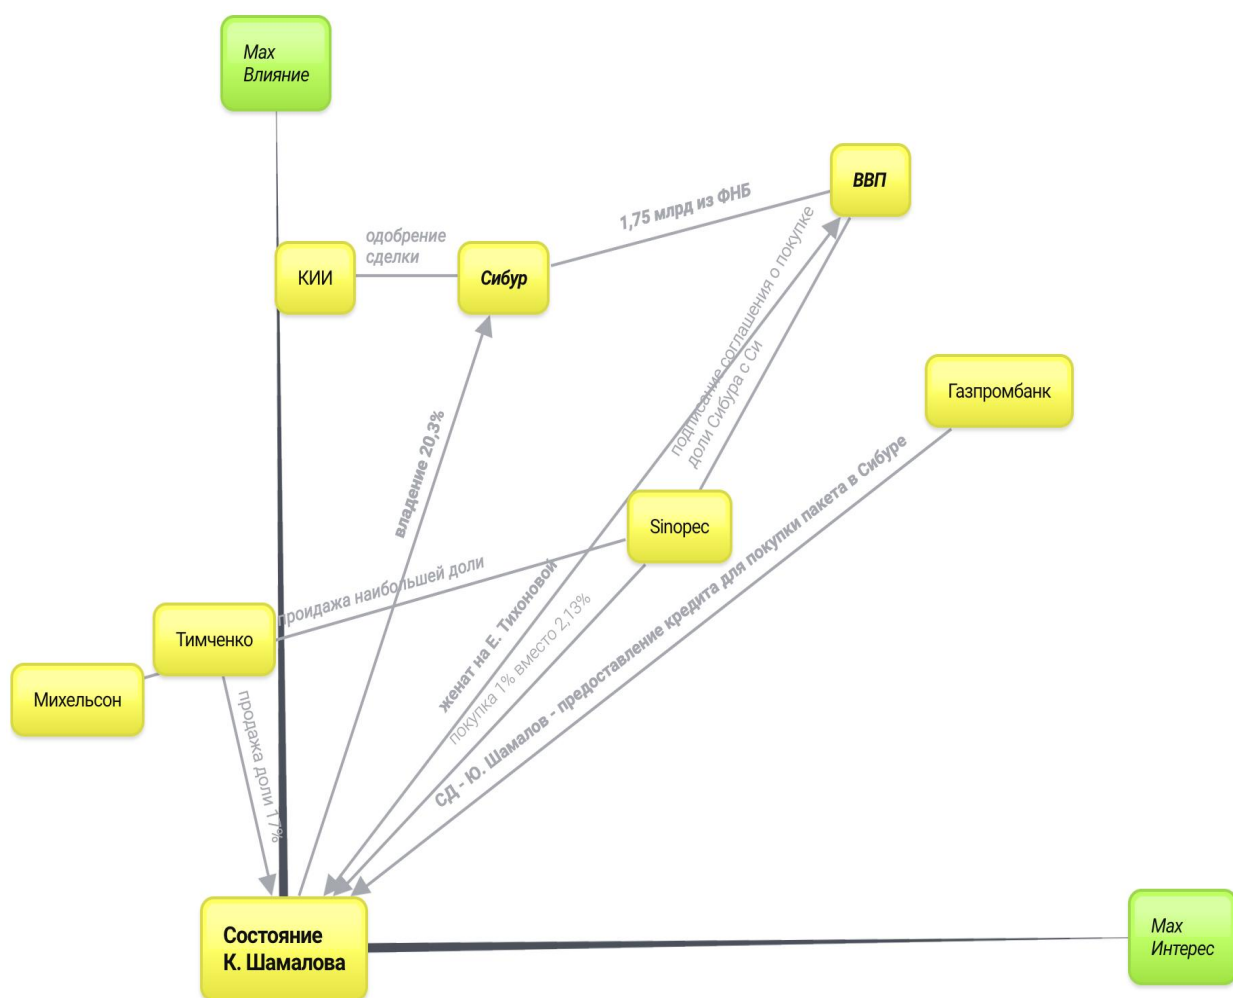 Max
Влияние
ВВП
1,75 млрд из ФНБ
одобрение
сделки
КИИ
Сибур
подписание соглашения о покупке
доли Сибура с Си
Газпромбанк
владение 20,3%
Sinopec
проидажа наибольшей доли
женат на Е. Тихоновой
покупка 1% вместо 2,13%
СД - Ю. Шамалов - предоставление кредита для покупки пакета в Сибуре
Тимченко
Михельсон
продажа доли 17%
Состояние
К. Шамалова
Max
Интерес